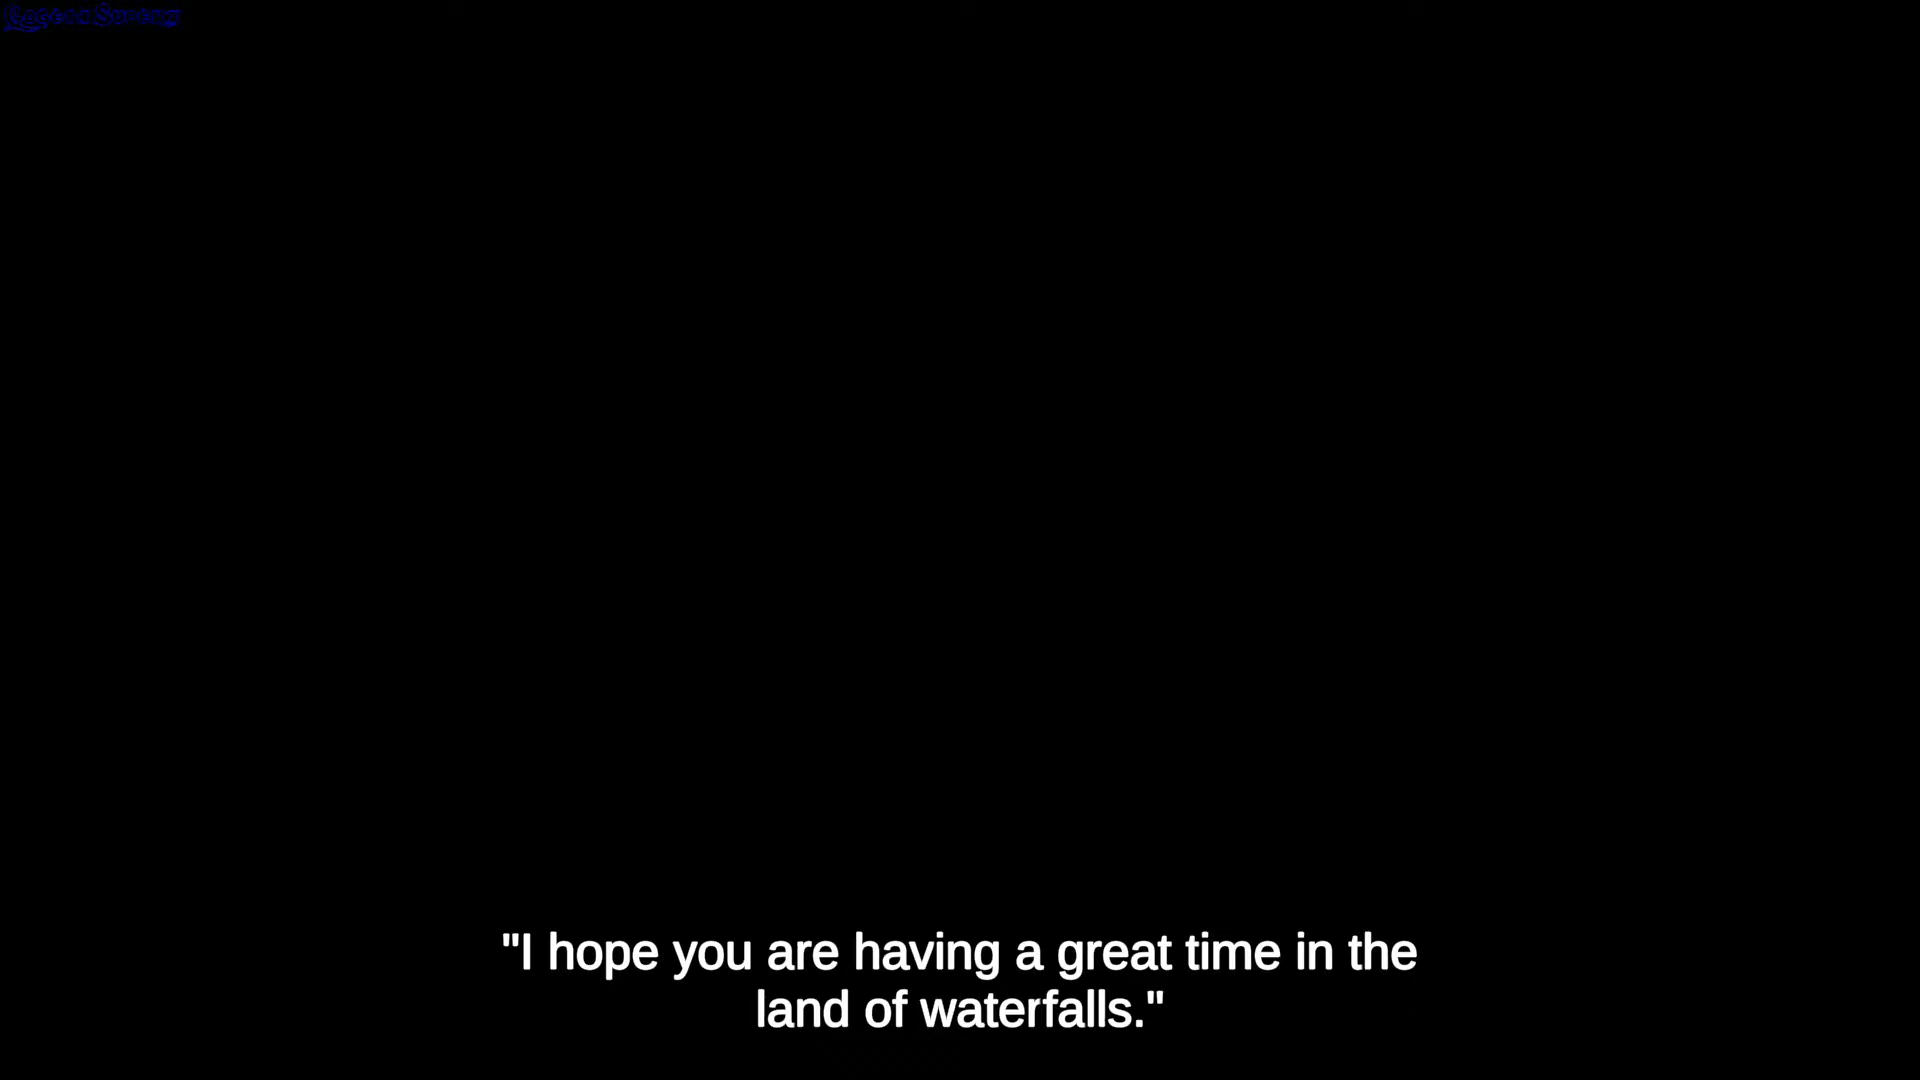 "I hope you are having a great time in the
land of waterfalls."